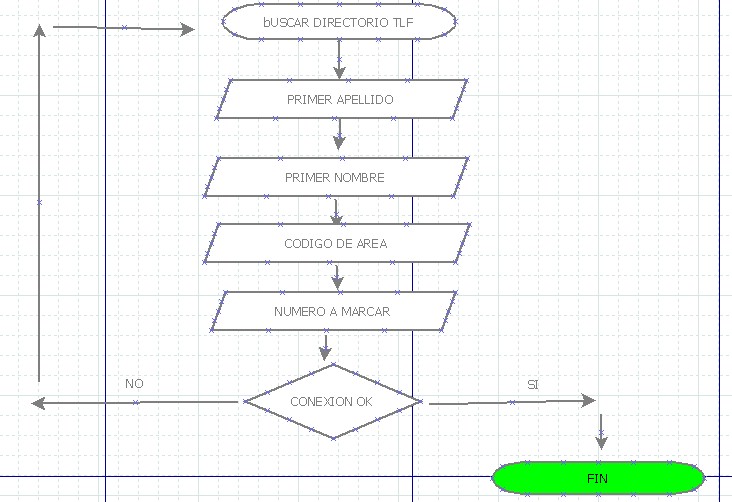 bUSCAR DIRECTORIO TLF
PRIMER APELLIDO
PRIMER NOMBRE
CODIGO DE AREA
NUMERO A MARCAR
NO
SI
CONEXION OK
FIN